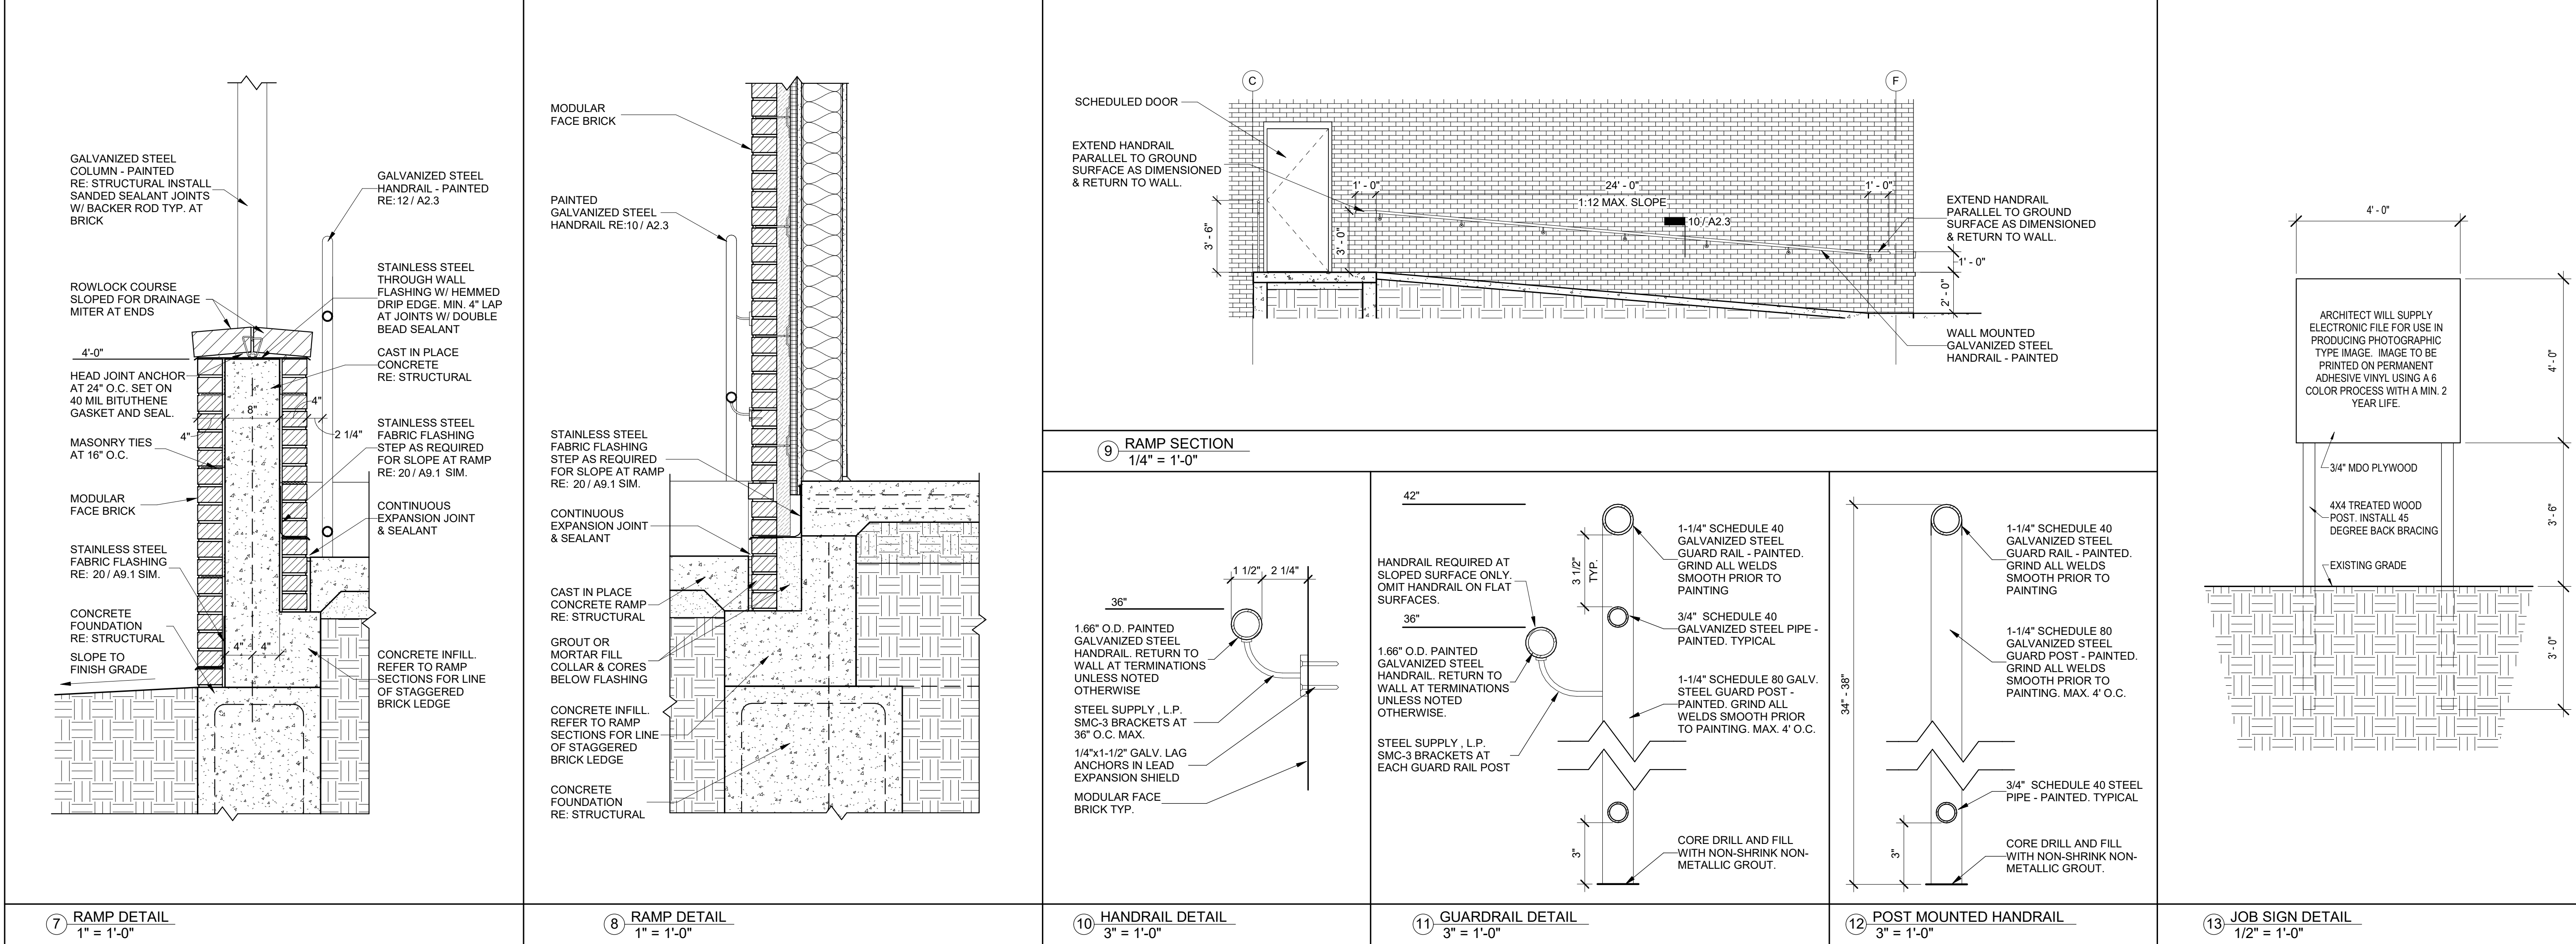 GALVANIZED STEEL
COLUMN - PAINTED
RE: STRUCTURAL INSTALL
SANDED SEALANT JOINTS
W/ BACKER ROD TYP. AT
BRICK
ROWLOCK COURSE
SLOPED FOR DRAINAGE
MITER AT ENDS
4'-0"
HEAD JOINT ANCHOR
AT 24" O.C. SET ON
40 MIL BITUTHENE
GASKET AND SEAL.
MASONRY TIES
AT 16" O.C.
MODULAR
FACE BRICK
STAINLESS STEEL
FABRIC FLASHING
RE: 20 / A9.1 SIM.
CONCRETE
FOUNDATION
RE: STRUCTURAL
SLOPE TO
FINISH GRADE
8"
4"
4"
2 1/4"
4"
4"
GALVANIZED STEEL
HANDRAIL - PAINTED
RE: 12 / A2.3
STAINLESS STEEL
THROUGH WALL
FLASHING W/ HEMMED
DRIP EDGE. MIN. 4" LAP
AT JOINTS W/ DOUBLE
BEAD SEALANT
CAST IN PLACE
CONCRETE
RE: STRUCTURAL
STAINLESS STEEL
FABRIC FLASHING
STEP AS REQUIRED
FOR SLOPE AT RAMP
RE: 20 / A9.1 SIM.
CONTINUOUS
EXPANSION JOINT
& SEALANT
CONCRETE INFILL.
REFER TO RAMP
SECTIONS FOR LINE
OF STAGGERED
BRICK LEDGE
7 RAMP DETAIL
1" = 1'-0"
MODULAR
FACE BRICK
PAINTED
GALVANIZED STEEL
HANDRAIL RE:10 / A2.3
STAINLESS STEEL
FABRIC FLASHING
STEP AS REQUIRED
FOR SLOPE AT RAMP
RE: 20 / A9.1 SIM.
CONTINUOUS
EXPANSION JOINT
& SEALANT
CAST IN PLACE
CONCRETE RAMP
RE: STRUCTURAL
GROUT OR
MORTAR FILL
COLLAR & CORES
BELOW FLASHING
CONCRETE INFILL.
REFER TO RAMP
SECTIONS FOR LINE
OF STAGGERED
BRICK LEDGE
CONCRETE
FOUNDATION
RE: STRUCTURAL
8 RAMP DETAIL
1" = 1'-0"
C
F
SCHEDULED DOOR
EXTEND HANDRAIL
PARALLEL TO GROUND
SURFACE AS DIMENSIONED
& RETURN TO WALL.
3' - 6"
3' - 0"
1' - 0"
24' - 0"
1' - 0"
1:12 MAX. SLOPE
10 / A2.3
EXTEND HANDRAIL
PARALLEL TO GROUND
SURFACE AS DIMENSIONED
& RETURN TO WALL.
1' - 0"
2' - 0"
WALL MOUNTED
GALVANIZED STEEL
HANDRAIL - PAINTED
9 RAMP SECTION
1/4" = 1'-0"
1 1/2"
2 1/4"
36"
1.66" O.D. PAINTED
GALVANIZED STEEL
HANDRAIL. RETURN TO
WALL AT TERMINATIONS
UNLESS NOTED
OTHERWISE
STEEL SUPPLY , L.P.
SMC-3 BRACKETS AT
36" O.C. MAX.
1/4"x1-1/2" GALV. LAG
ANCHORS IN LEAD
EXPANSION SHIELD
MODULAR FACE
BRICK TYP.
10 HANDRAIL DETAIL
3" = 1'-0"
42"
HANDRAIL REQUIRED AT
SLOPED SURFACE ONLY.
OMIT HANDRAIL ON FLAT
SURFACES.
36"
1.66" O.D. PAINTED
GALVANIZED STEEL
HANDRAIL. RETURN TO
WALL AT TERMINATIONS
UNLESS NOTED
OTHERWISE.
STEEL SUPPLY , L.P.
SMC-3 BRACKETS AT
EACH GUARD RAIL POST
3 1/2"
TYP.
3"
1-1/4" SCHEDULE 40
GALVANIZED STEEL
GUARD RAIL - PAINTED.
GRIND ALL WELDS
SMOOTH PRIOR TO
PAINTING
3/4" SCHEDULE 40
GALVANIZED STEEL PIPE -
PAINTED. TYPICAL
1-1/4" SCHEDULE 80 GALV.
STEEL GUARD POST -
PAINTED. GRIND ALL
WELDS SMOOTH PRIOR
TO PAINTING. MAX. 4' O.C.
CORE DRILL AND FILL
WITH NON-SHRINK NON-
METALLIC GROUT.
11 GUARDRAIL DETAIL
3" = 1'-0"
34" - 38"
3"
1-1/4" SCHEDULE 40
GALVANIZED STEEL
GUARD RAIL - PAINTED.
GRIND ALL WELDS
SMOOTH PRIOR TO
PAINTING
1-1/4" SCHEDULE 80
GALVANIZED STEEL
GUARD POST - PAINTED.
GRIND ALL WELDS
SMOOTH PRIOR TO
PAINTING. MAX. 4' O.C.
3/4" SCHEDULE 40 STEEL
PIPE - PAINTED. TYPICAL
CORE DRILL AND FILL
WITH NON-SHRINK NON-
METALLIC GROUT.
12 POST MOUNTED HANDRAIL
3" = 1'-0"
4' - 0"
ARCHITECT WILL SUPPLY
ELECTRONIC FILE FOR USE IN
PRODUCING PHOTOGRAPHIC
TYPE IMAGE. IMAGE TO BE
PRINTED ON PERMANENT
ADHESIVE VINYL USING A 6
COLOR PROCESS WITH A MIN. 2
YEAR LIFE.
4' - 0"
3/4" MDO PLYWOOD
4X4 TREATED WOOD
POST. INSTALL 45
DEGREE BACK BRACING
3' - 6"
EXISTING GRADE
3' - 0"
13 JOB SIGN DETAIL
1/2" = 1'-0"